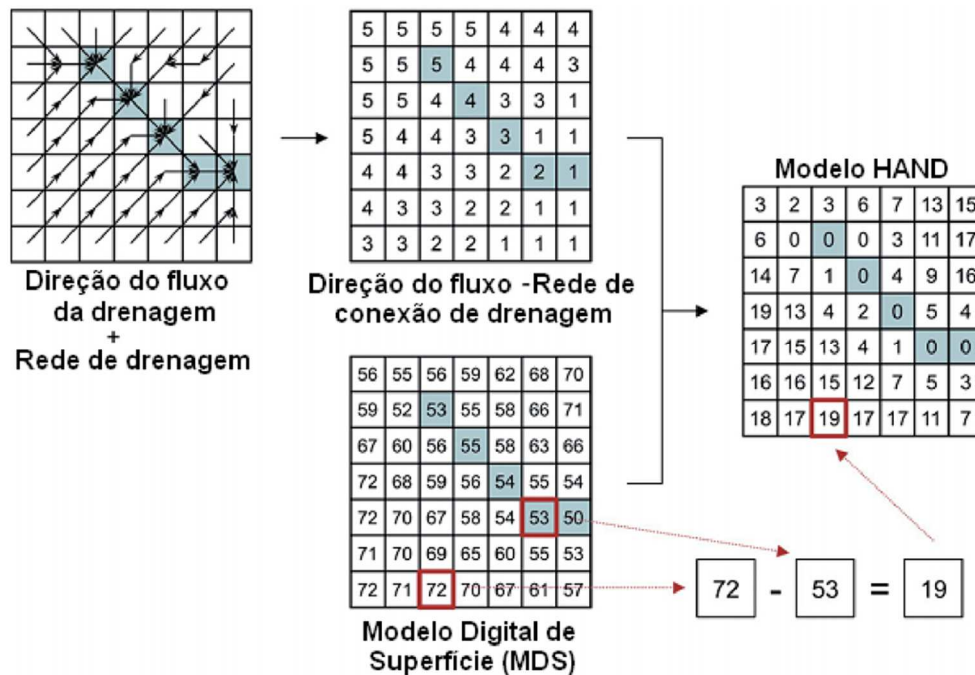 5 5 5 5 4 4 4
5 5 5 4 4 4 3
5 5 4 4 3 3 1
5 4 4 3 3 1 1
4 4 3 3 2 2 1
4 3 3 2 2 1 1
3 3 2 2 1 1 1
Direção do fluxo
da drenagem
+
Rede de drenagem
Direção do fluxo -Rede de
conexão de drenagem
Modelo HAND
3 2 3 6 7 13 15
6 0 0 0 3 11 17
14 7 1 0 4 9 16
19 13 4 2 0 5 4
17 15 13 4 1 0 0
16 16 15 12 7 5 3
18 17 19 17 17 11 7
56 55 56 59 62 68 70
59 52 53 55 58 66 71
67 60 56 55 58 63 66
72 68 59 56 54 55 54
72 70 67 58 54 53 50
71 70 69 65 60 55 53
72 71 72 70 67 61 57
72 - 53 = 19
Modelo Digital de
Superfície (MDS)